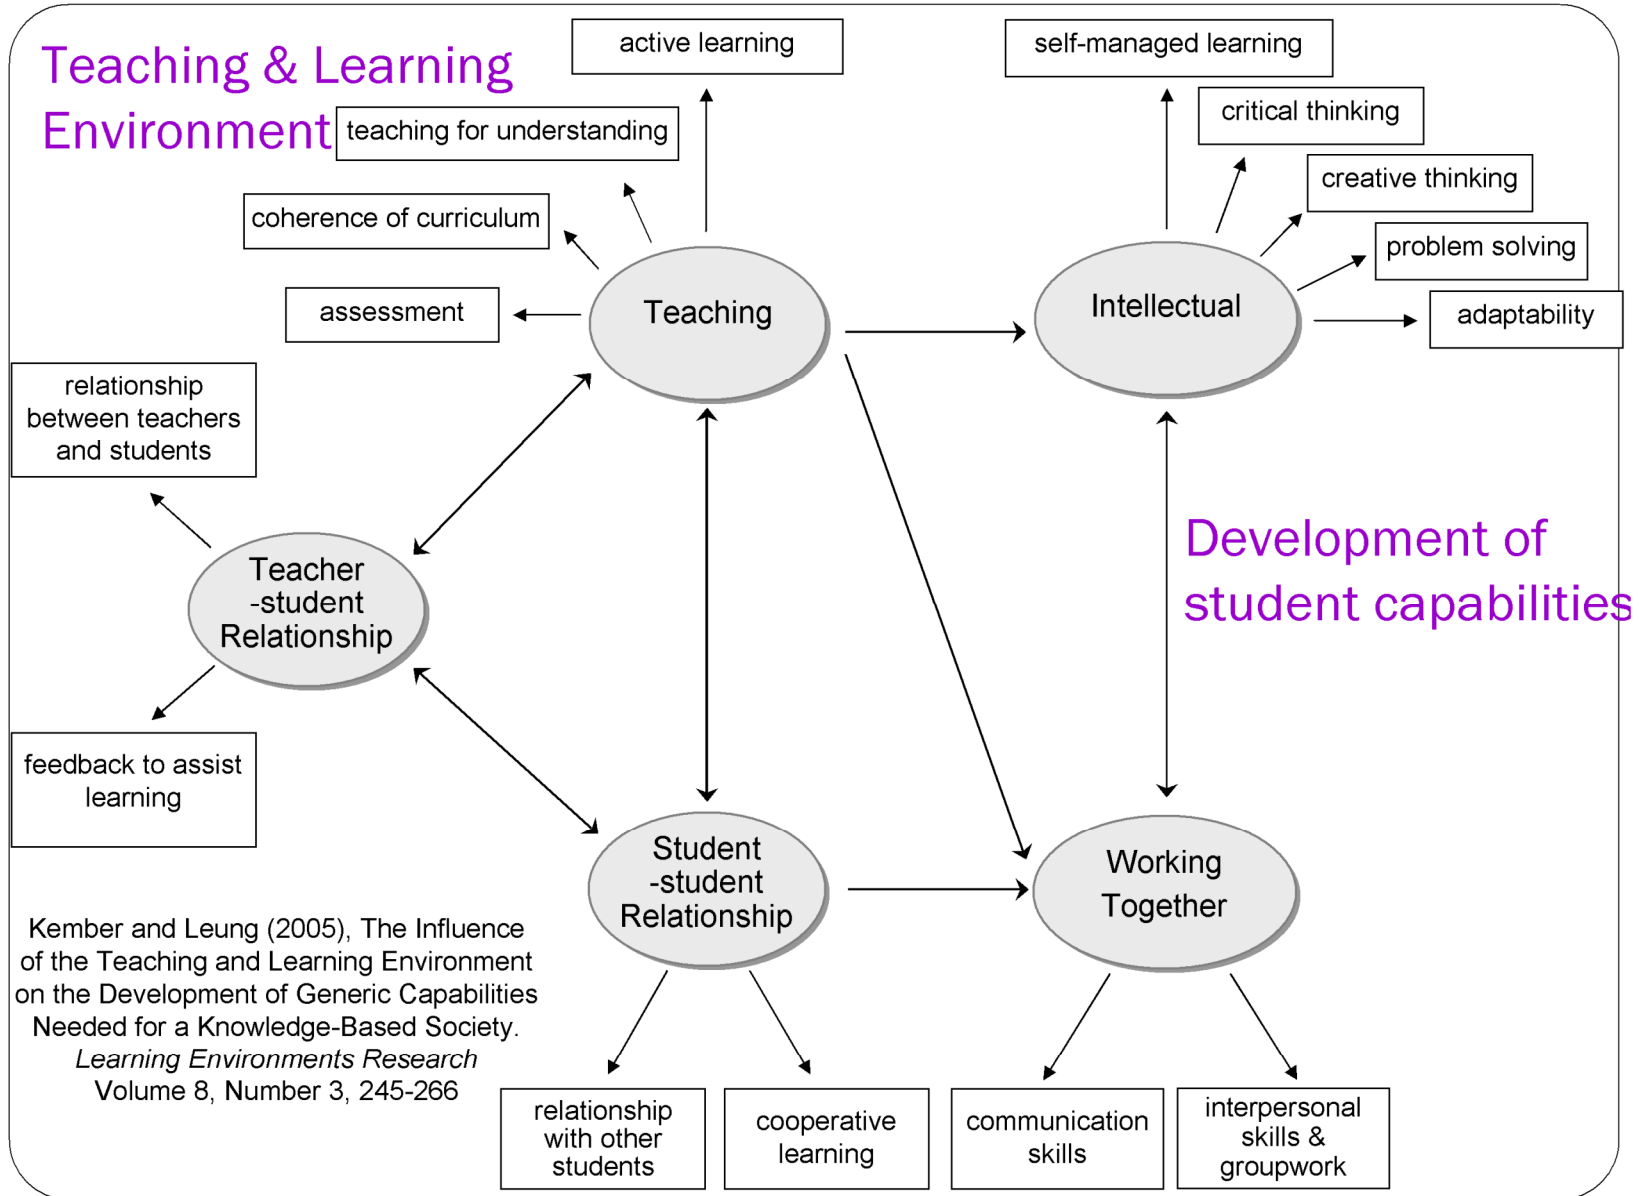 Teaching & Learning
Environment
active learning
teaching for understanding
coherence of curriculum
assessment
Teaching
self-managed learning
critical thinking
creative thinking
problem solving
adaptability
Intellectual
relationship
between teachers
and students
Teacher
-student
Relationship
feedback to assist
learning
Development of
student capabilities
Student
-student
Relationship
Working
Together
relationship
with other
students
cooperative
learning
communication
skills
interpersonal
skills &
groupwork
Kember and Leung (2005), The Influence
of the Teaching and Learning Environment
on the Development of Generic Capabilities
Needed for a Knowledge-Based Society.
Learning Environments Research
Volume 8, Number 3, 245-266